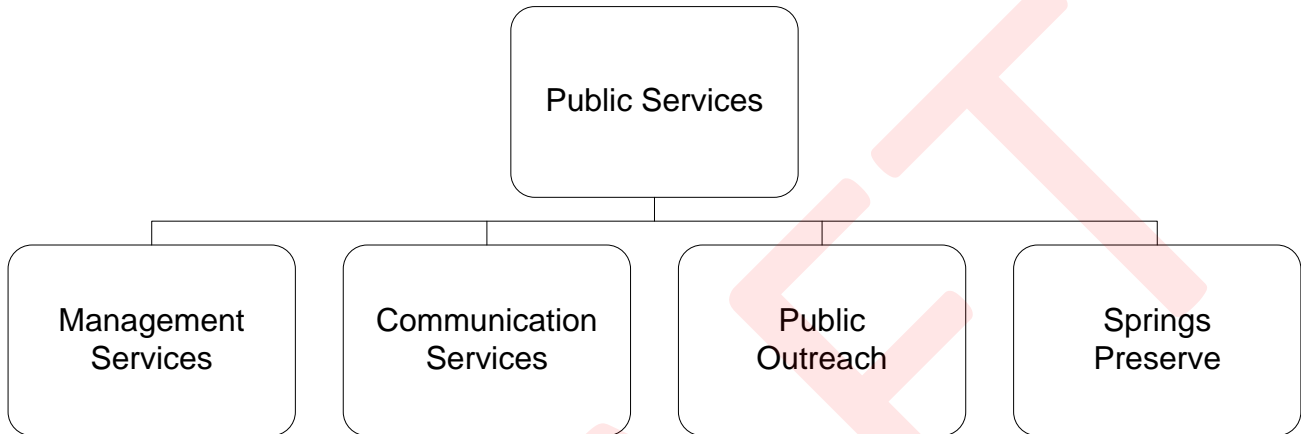 Public Services
Management
Services
Communication
Services
Public
Outreach
Springs
Preserve